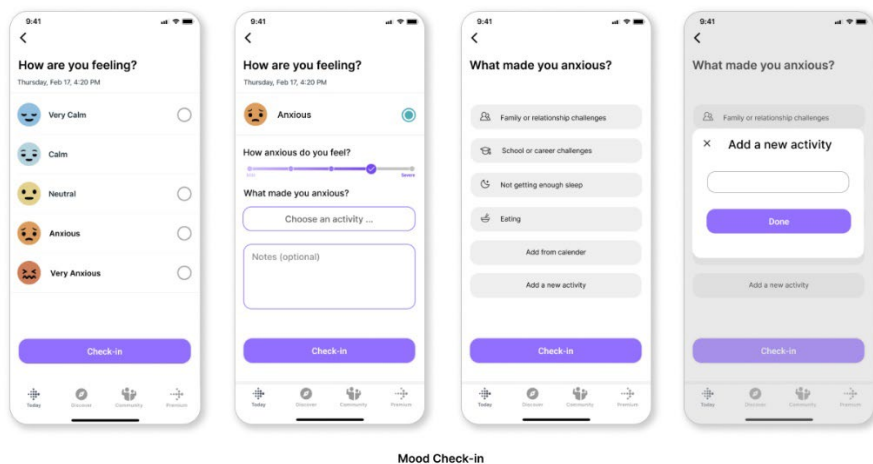 9:41
How are you feeling?
Thursday, Feb 17, 4:20 PM
Very Calm
Calm
Neutral
Anxious
Very Anxious
Check-in
Today
Discover
Community
Premium
9:41
How are you feeling?
Thursday, Feb 17, 4:20 PM
Anxious
How anxious do you feel?
Severe
What made you anxious?
Choose an activity ...
Notes (optional)
Check-in
Today
Discover
Community
Premium
9:41
What made you anxious?
Family or relationship challenges
School or career challenges
Not getting enough sleep
Eating
Add from calender
Add a new activity
Check-in
Today
Discover
Community
Premium
9:41
What made you anxious?
Family or relationship challenges
Add a new activity
Done
Add a new activity
Check-in
Today
Discover
Community
Premium
Mood Check-in